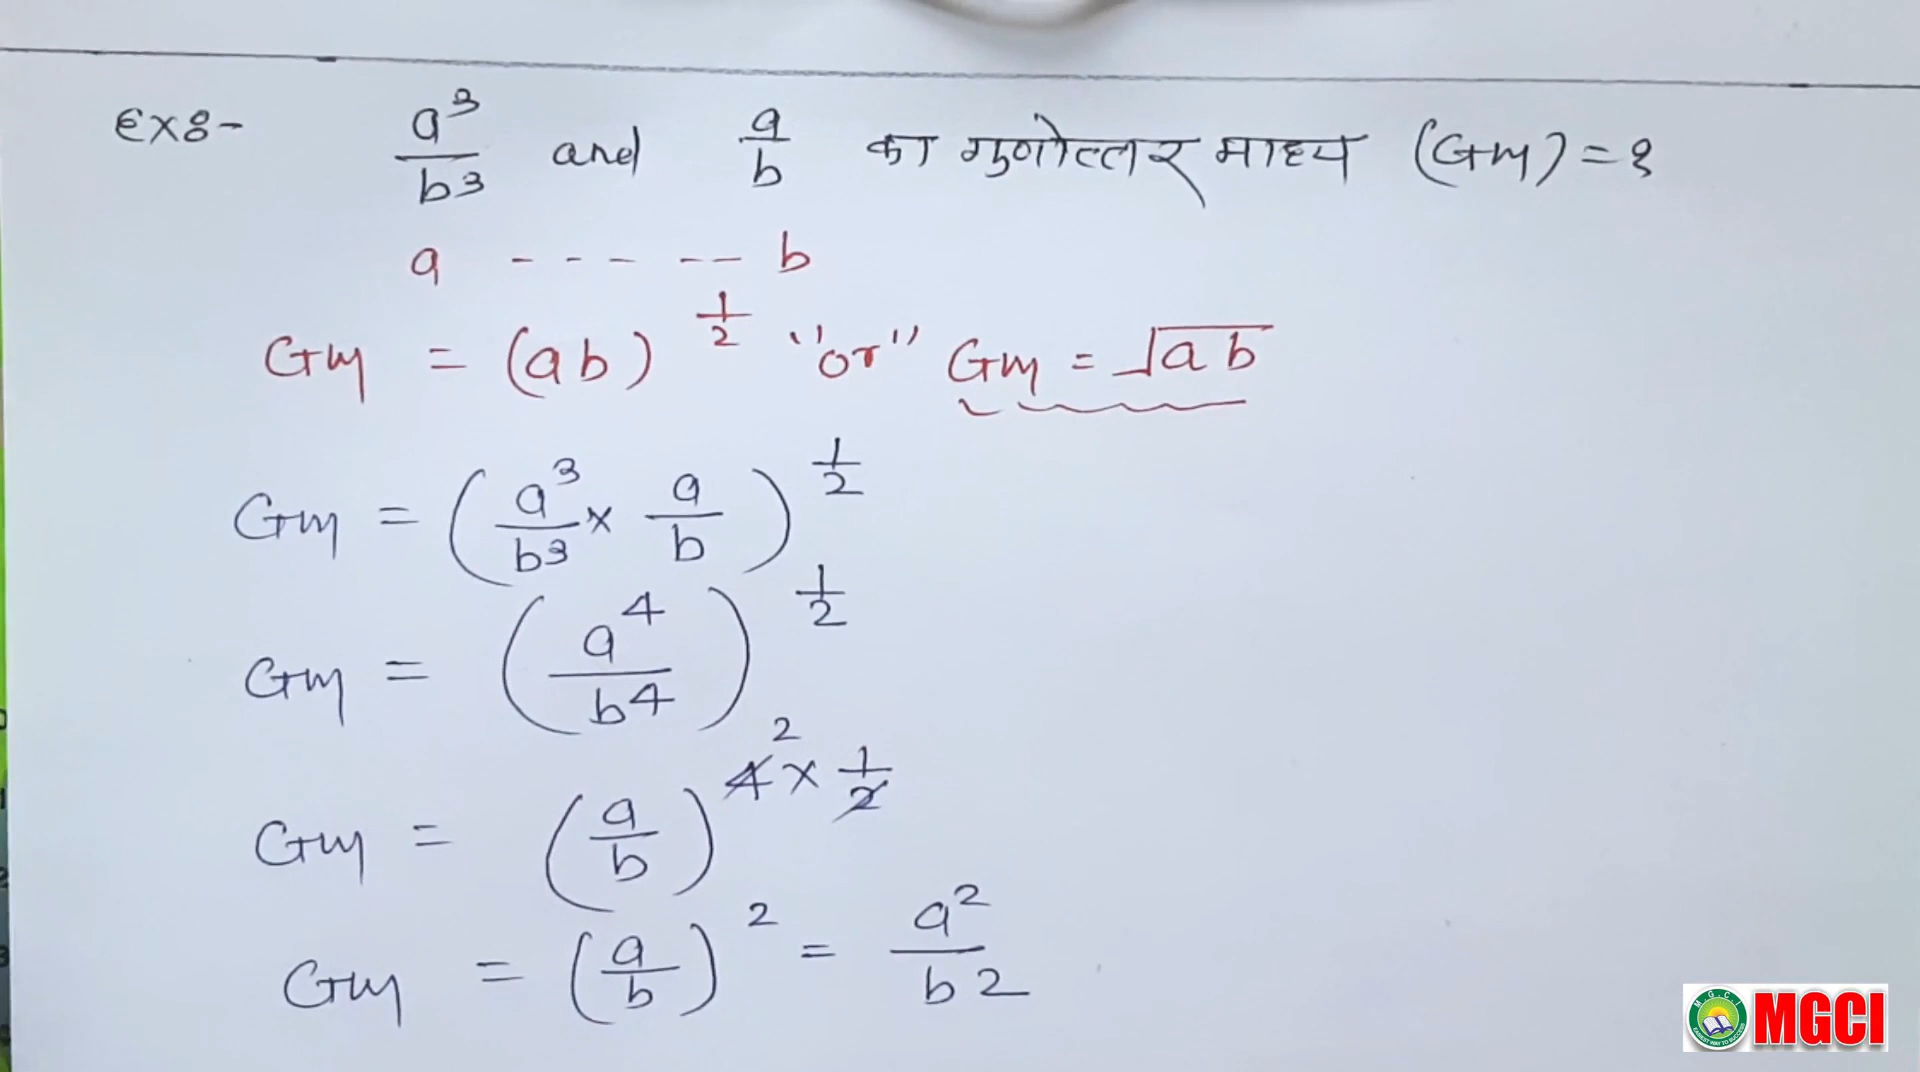 Ex8- a³/b³ and a/b का गुणोत्तर माध्य (Gm) = ?
a - - - - - b
Gm = (ab)^1/2 "or" Gm = √ab
Gm = (a³/b³ × a/b)^1/2
Gm = (a⁴/b⁴)^1/2
Gm = (a/b)^4 2 × 1/2
Gm = (a/b)² = a²/b2
MGCI